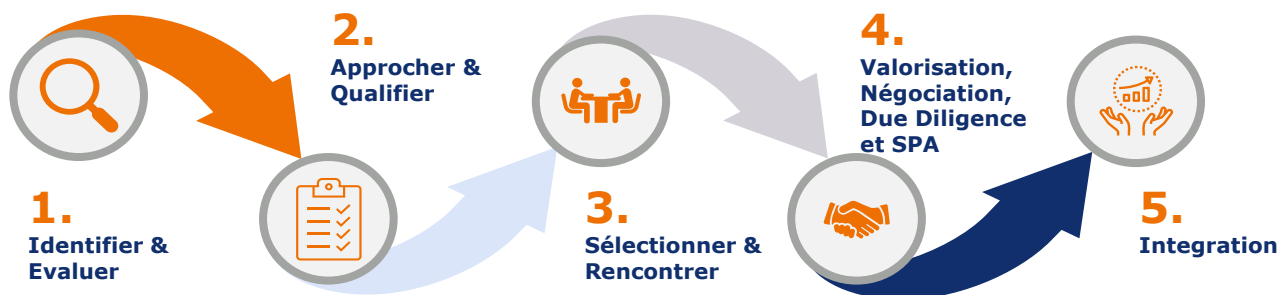 1.
Identifier &
Evaluer
2.
Approcher &
Qualifier
3.
Sélectionner &
Rencontrer
4.
Valorisation,
Négociation,
Due Diligence
et SPA
5.
Integration